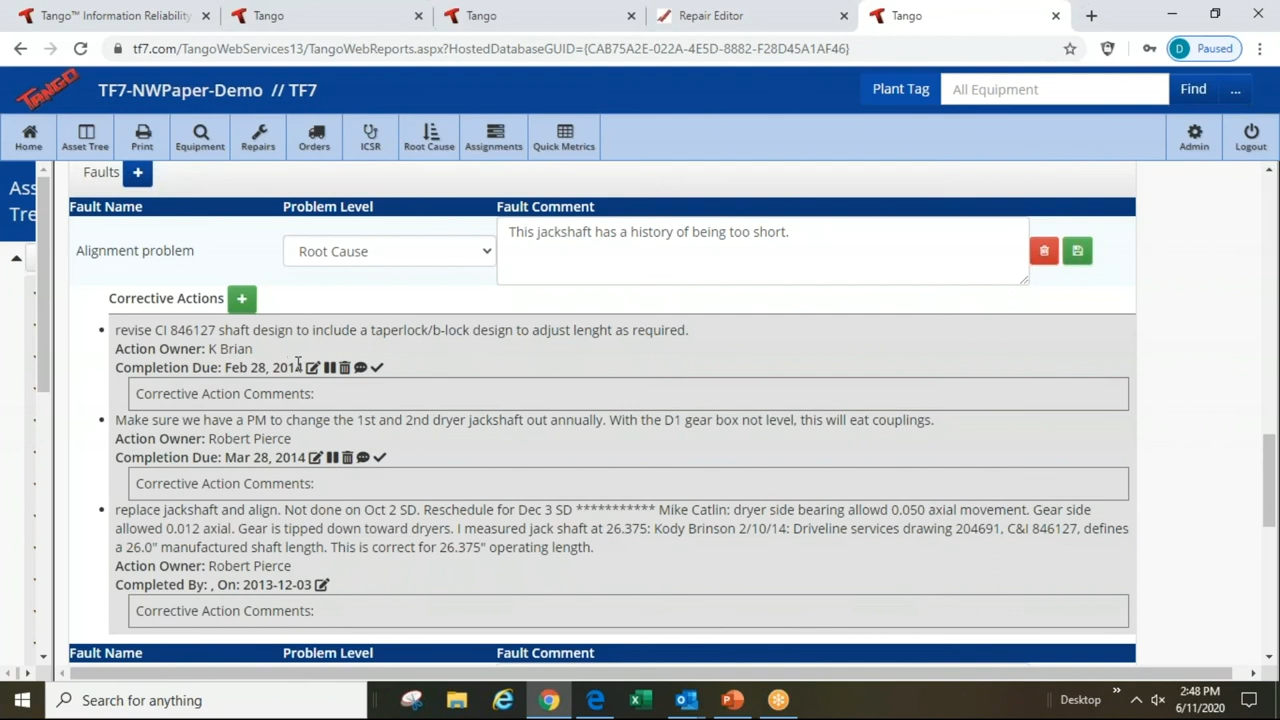 Tango™ Information Reliability
Tango
Tango
Repair Editor
Tango
tf7.com/TangoWebServices13/TangoWebReports.aspx?HostedDatabaseGUID={CAB75A2E-022A-4E5D-8882-F28D45A1AF46}
D Paused
TANGO
TF7-NWPaper-Demo // TF7
Plant Tag
All Equipment
Find
...
Home
Asset Tree
Print
Equipment
Repairs
Orders
ICSR
Root Cause
Assignments
Quick Metrics
Admin
Logout
Ass
Tre
Faults
Fault Name Problem Level Fault Comment
Alignment problem
Root Cause
This jackshaft has a history of being too short.
Corrective Actions
revise CI 846127 shaft design to include a taperlock/b-lock design to adjust lenght as required.
Action Owner: K Brian
Completion Due: Feb 28, 2014
Corrective Action Comments:
Make sure we have a PM to change the 1st and 2nd dryer jackshaft out annually. With the D1 gear box not level, this will eat couplings.
Action Owner: Robert Pierce
Completion Due: Mar 28, 2014
Corrective Action Comments:
replace jackshaft and align. Not done on Oct 2 SD. Reschedule for Dec 3 SD *********** Mike Catlin: dryer side bearing allowd 0.050 axial movement. Gear side
allowed 0.012 axial. Gear is tipped down toward dryers. I measured jack shaft at 26.375: Kody Brinson 2/10/14: Driveline services drawing 204691, C&I 846127, defines
a 26.0" manufactured shaft length. This is correct for 26.375" operating length.
Action Owner: Robert Pierce
Completed By: , On: 2013-12-03
Corrective Action Comments:
Fault Name Problem Level Fault Comment
Search for anything
Desktop
2:48 PM
6/11/2020